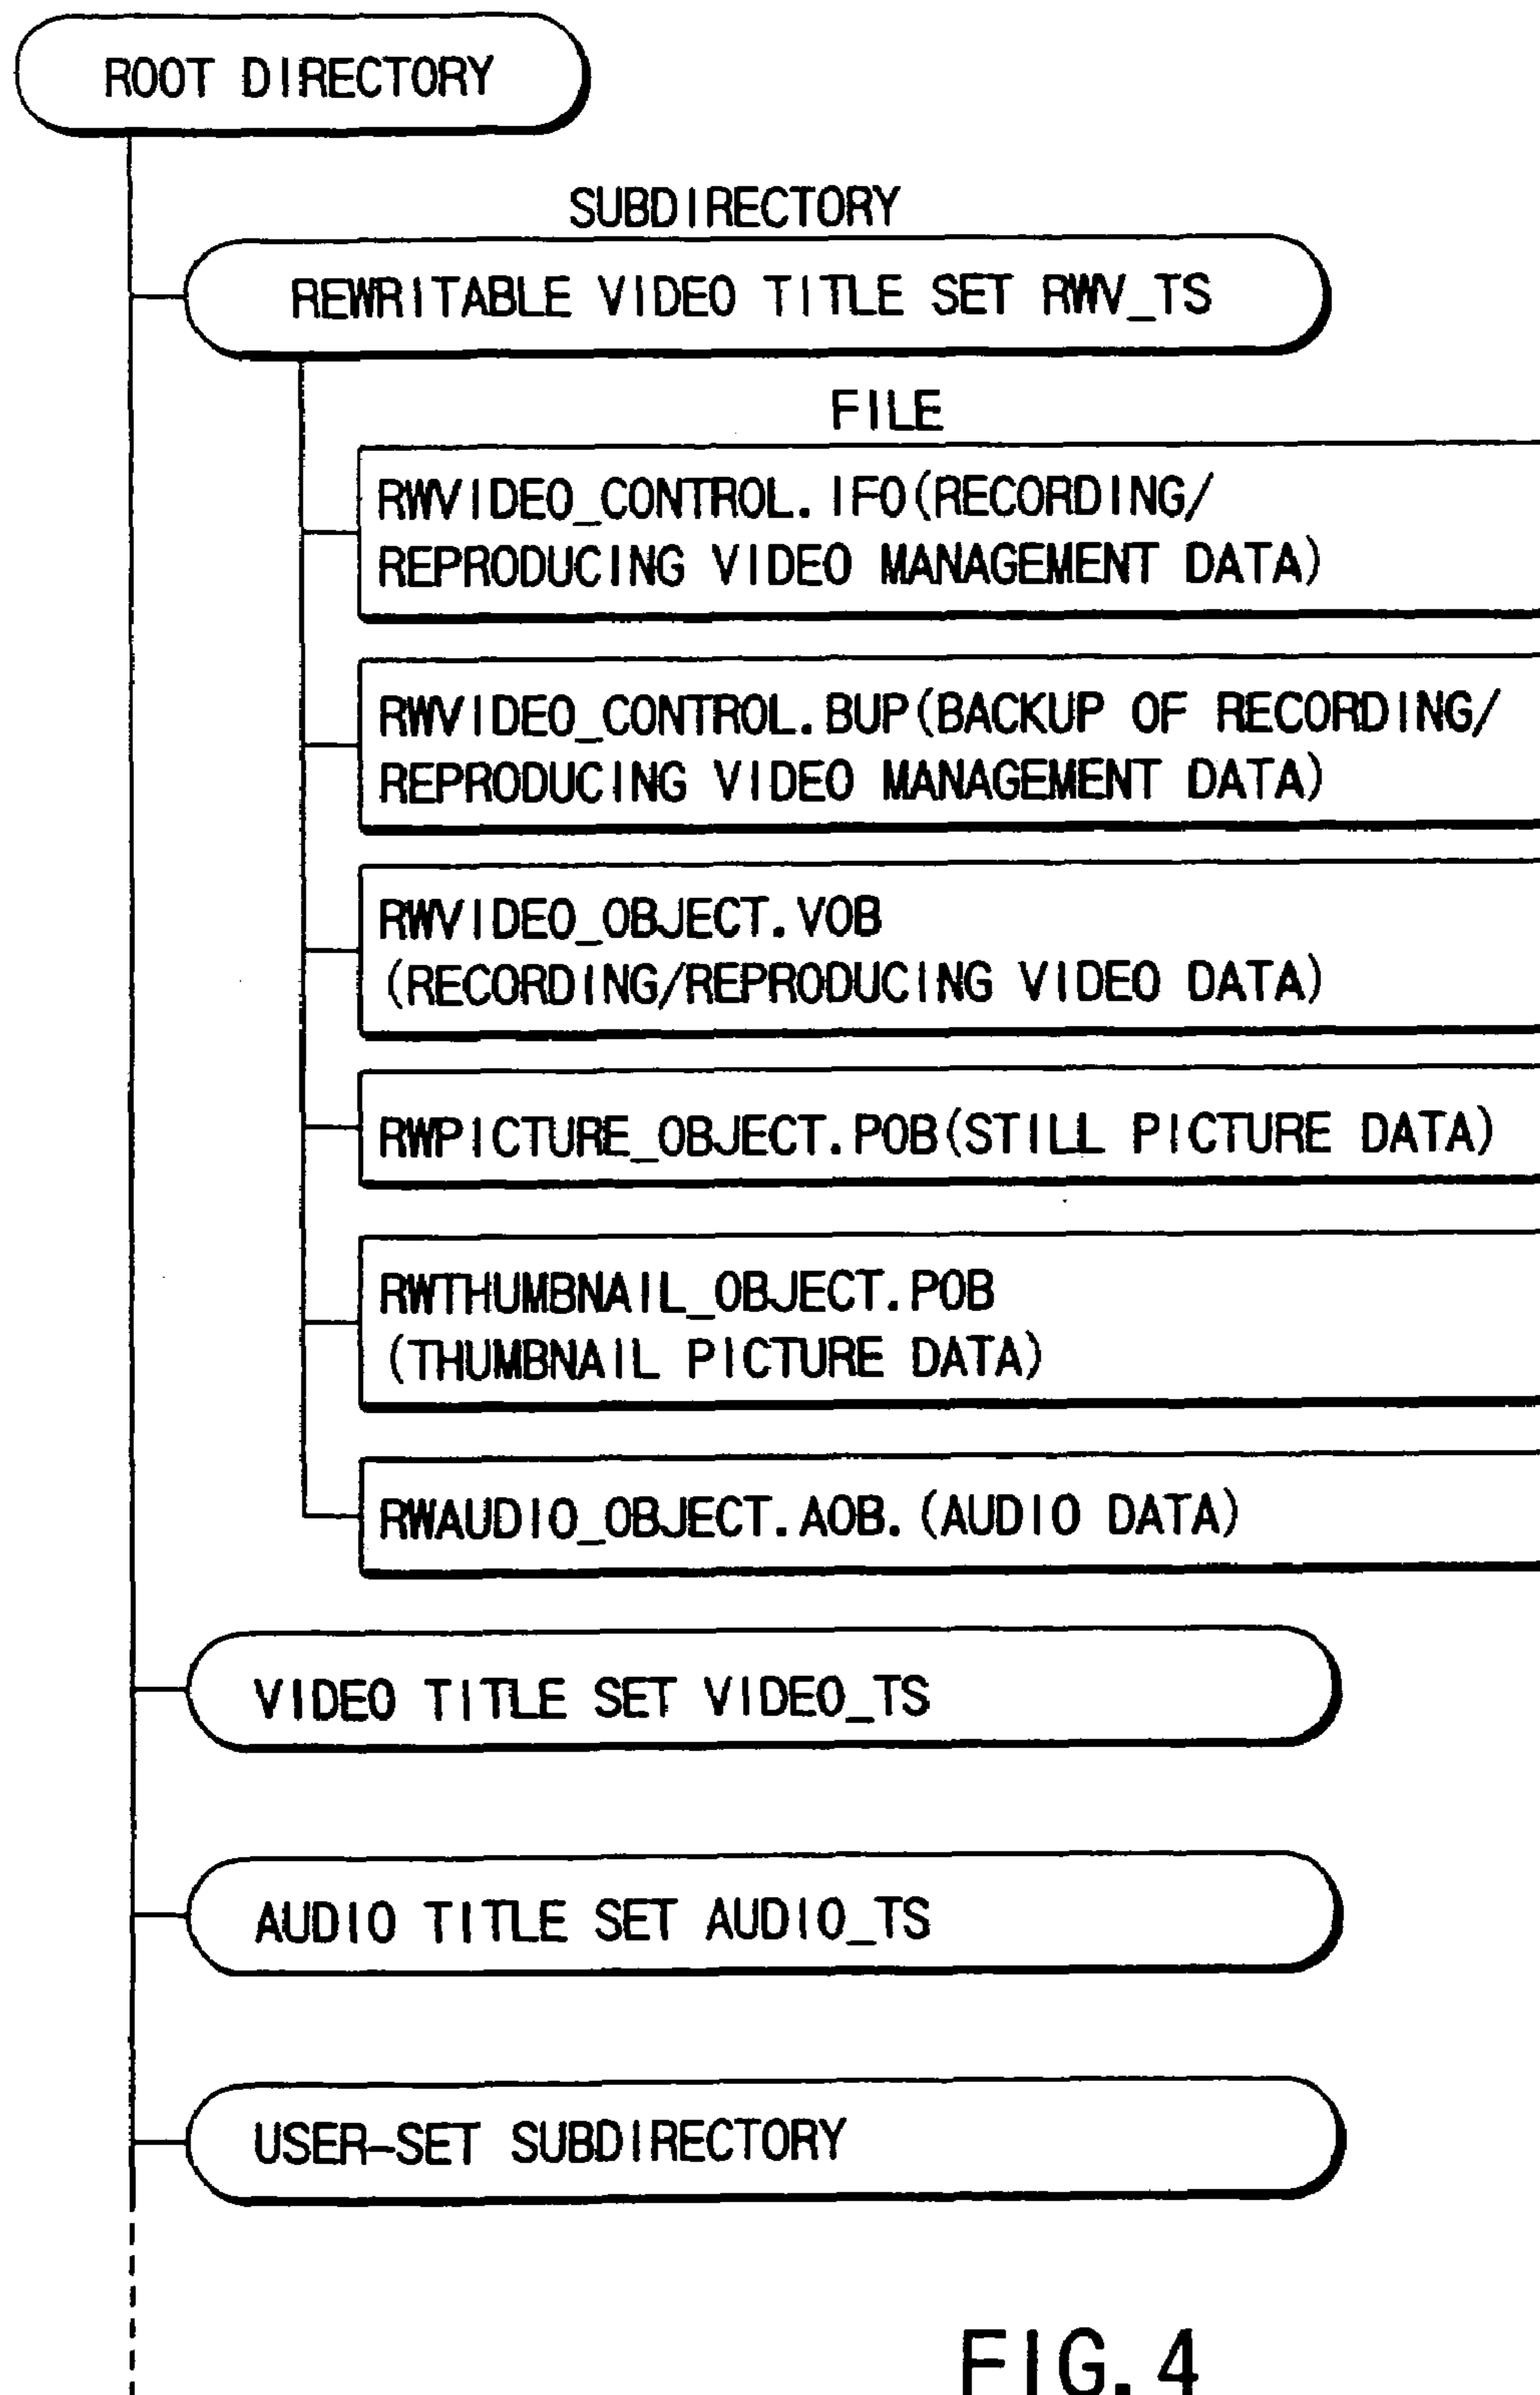 ROOT DIRECTORY
SUBDIRECTORY
REWRITABLE VIDEO TITLE SET RWV_TS
FILE
RWVIDEO_CONTROL.IFO(RECORDING/
REPRODUCING VIDEO MANAGEMENT DATA)
RWVIDEO_CONTROL.BUP(BACKUP OF RECORDING/
REPRODUCING VIDEO MANAGEMENT DATA)
RWVIDEO_OBJECT.VOB
(RECORDING/REPRODUCING VIDEO DATA)
RWPICTURE_OBJECT.POB(STILL PICTURE DATA)
RWTHUMBNAIL_OBJECT.POB
(THUMBNAIL PICTURE DATA)
RWAUDIO_OBJECT.AOB.(AUDIO DATA)
VIDEO TITLE SET VIDEO_TS
AUDIO TITLE SET AUDIO_TS
USER-SET SUBDIRECTORY
FIG.4